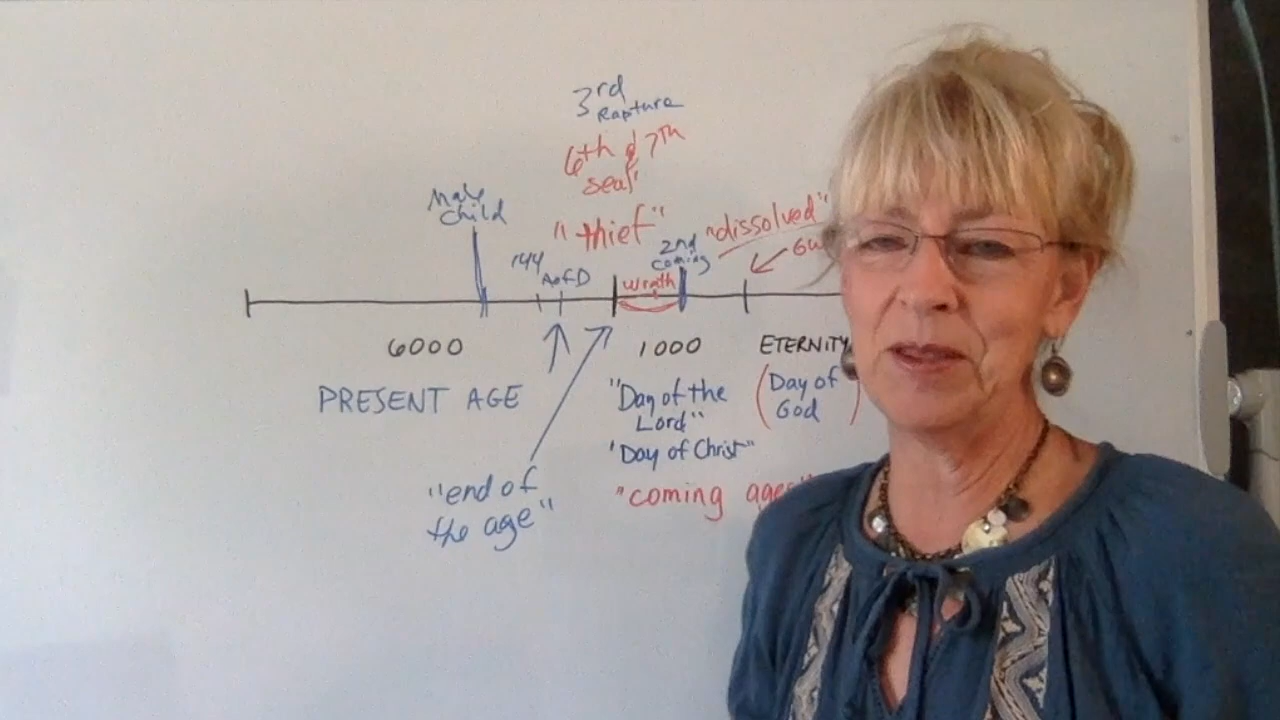 3rd
Rapture
6th & 7th
seal
"thief"
Male
Child
144
AofD
wrath
2nd
coming
"dissolved"
6000
1000
ETERNITY
PRESENT AGE
"Day of the
Lord"
'Day of Christ"
(Day of
God)
"end of
the age"
"coming ages"